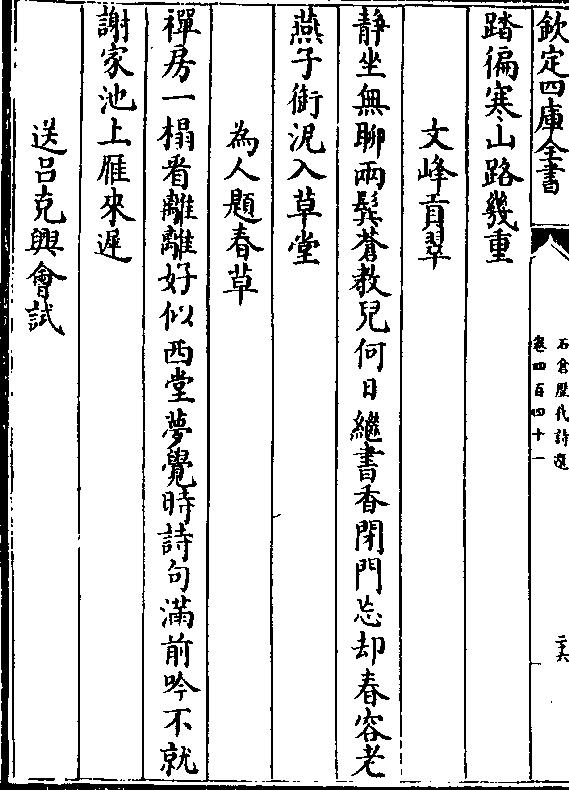 欽定四庫全書
石倉歷代詩選
卷四百四十一
二六
踏徧寒山路幾重
文峰貢翠
静坐無聊兩鬂蒼教兒何日繼書香閉門忘却春容老
燕子銜泥入草堂
為人題春草
禪房一榻看離離好似西堂夢覺時詩句滿前吟不就
謝家池上雁來遲
送吕克興會試